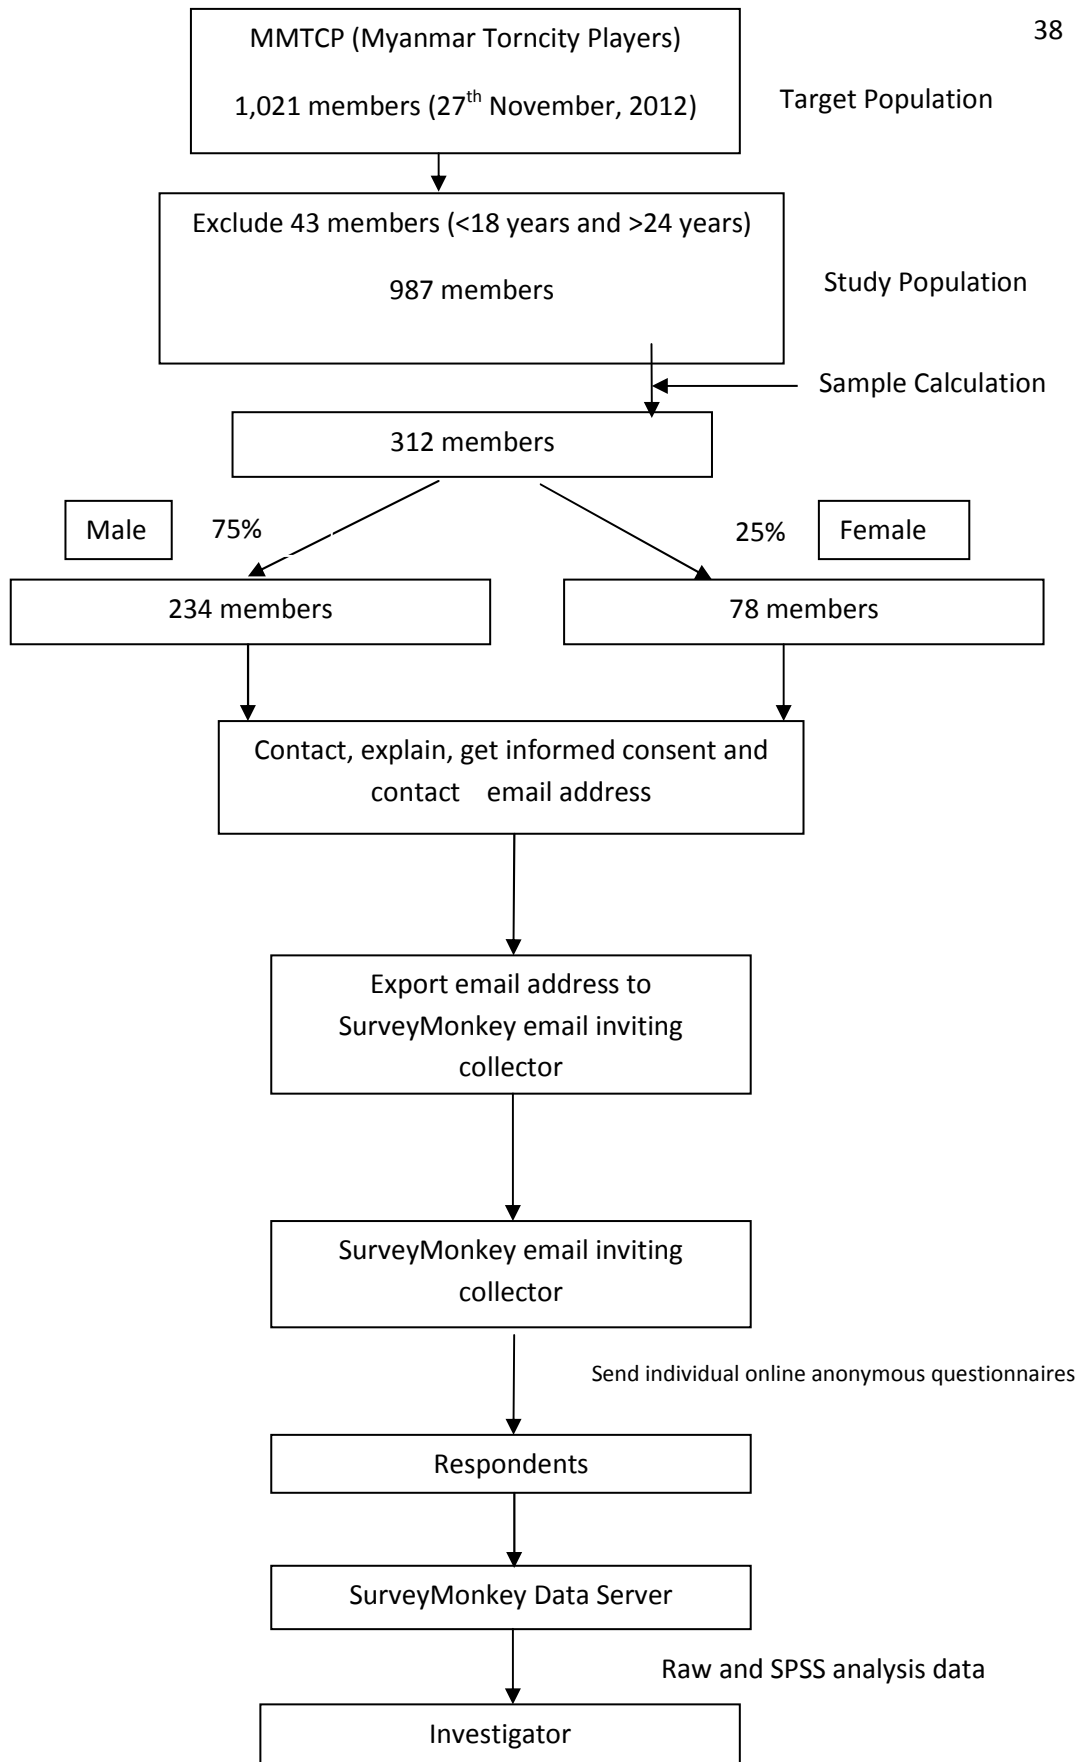 38
MMTCP (Myanmar Torncity Players)
1,021 members (27th November, 2012)
Target Population
Exclude 43 members (<18 years and >24 years)
987 members
Study Population
Sample Calculation
312 members
Male
75%
25%
Female
234 members
78 members
Contact, explain, get informed consent and
contact email address
Export email address to
SurveyMonkey email inviting
collector
SurveyMonkey email inviting
collector
Send individual online anonymous questionnaires
Respondents
SurveyMonkey Data Server
Raw and SPSS analysis data
Investigator